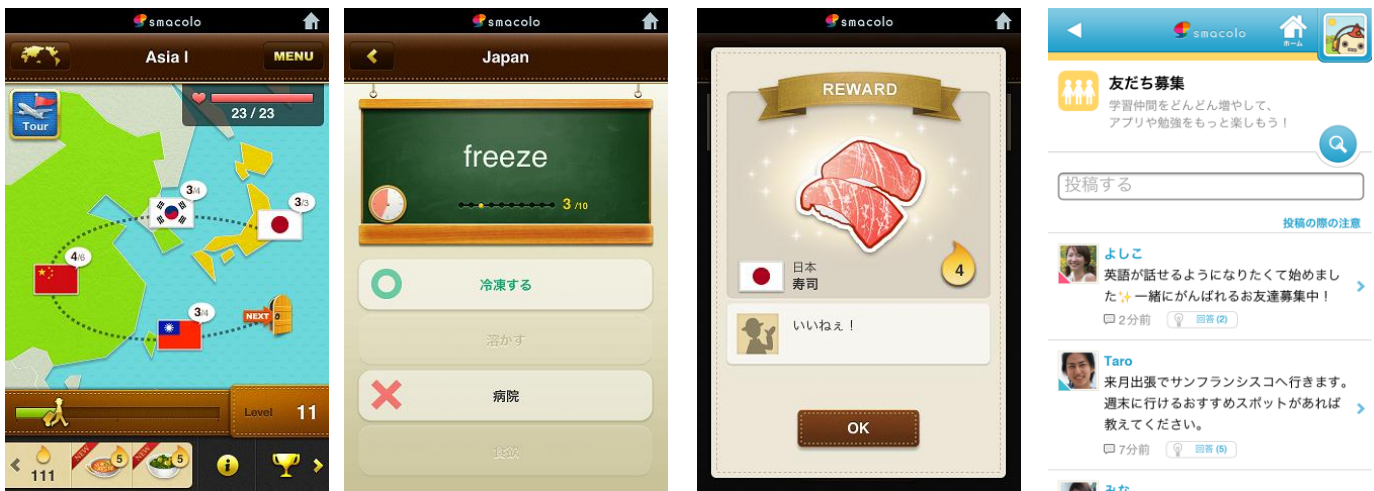 smacolo
Asia I
MENU
Tour
23 / 23
3/4
3/3
4/6
3/4
NEXT
Level 11
111
NEW
5
NEW
5
smacolo
Japan
freeze
3 /10
冷凍する
溶かす
病院
smacolo
REWARD
日本
寿司
4
いいねぇ！
OK
smacolo
ホーム
友だち募集
学習仲間をどんどん増やして、
アプリや勉強をもっと楽しもう！
投稿する
投稿の際の注意
よしこ
英語が話せるようになりたくて始めまし
た✨一緒にがんばれるお友達募集中！
2分前 回答(2)
Taro
来月出張でサンフランシスコへ行きます。
週末に行けるおすすめスポットがあれば
教えてください。
7分前 回答(5)
みな